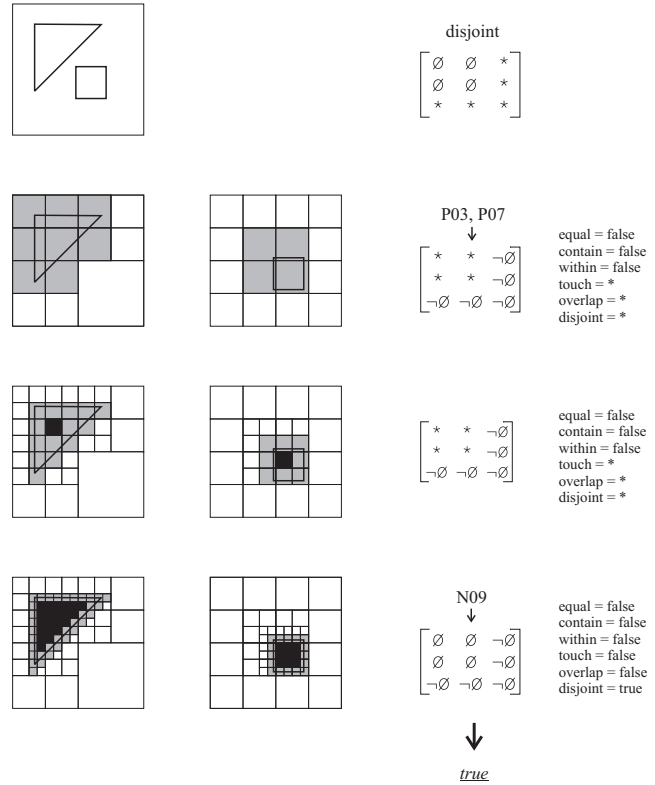 disjoint
∅ ∅ *
∅ ∅ *
* * *
P03, P07
* * ¬∅
* * ¬∅
¬∅ ¬∅ ¬∅
equal = false
contain = false
within = false
touch = *
overlap = *
disjoint = *
* * ¬∅
* * ¬∅
¬∅ ¬∅ ¬∅
equal = false
contain = false
within = false
touch = *
overlap = *
disjoint = *
N09
∅ ∅ ¬∅
∅ ∅ ¬∅
¬∅ ¬∅ ¬∅
equal = false
contain = false
within = false
touch = false
overlap = false
disjoint = true
true